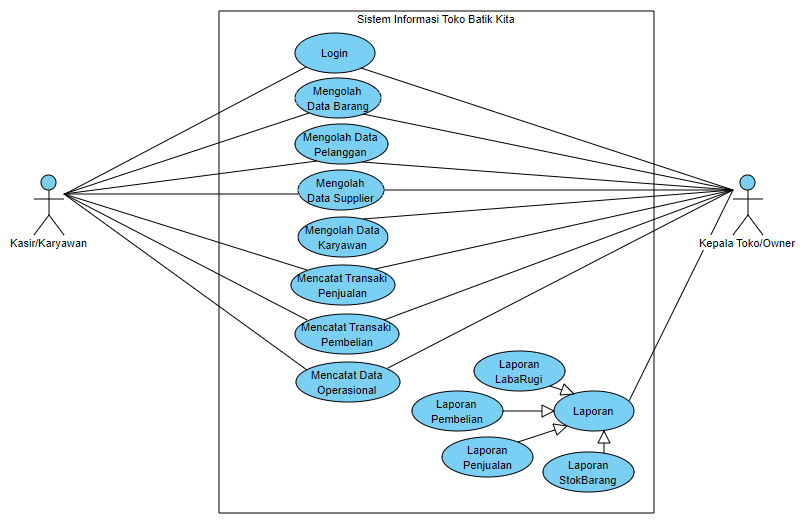 Sistem Informasi Toko Batik Kita
Login
Mengolah
Data Barang
Mengolah Data
Pelanggan
Mengolah
Data Supplier
Mengolah Data
Karyawan
Kasir/Karyawan
Kepala Toko/Owner
Mencatat Transaki
Penjualan
Mencatat Transaki
Pembelian
Mencatat Data
Operasional
Laporan
LabaRugi
Laporan
Pembelian
Laporan
Laporan
Penjualan
Laporan
StokBarang